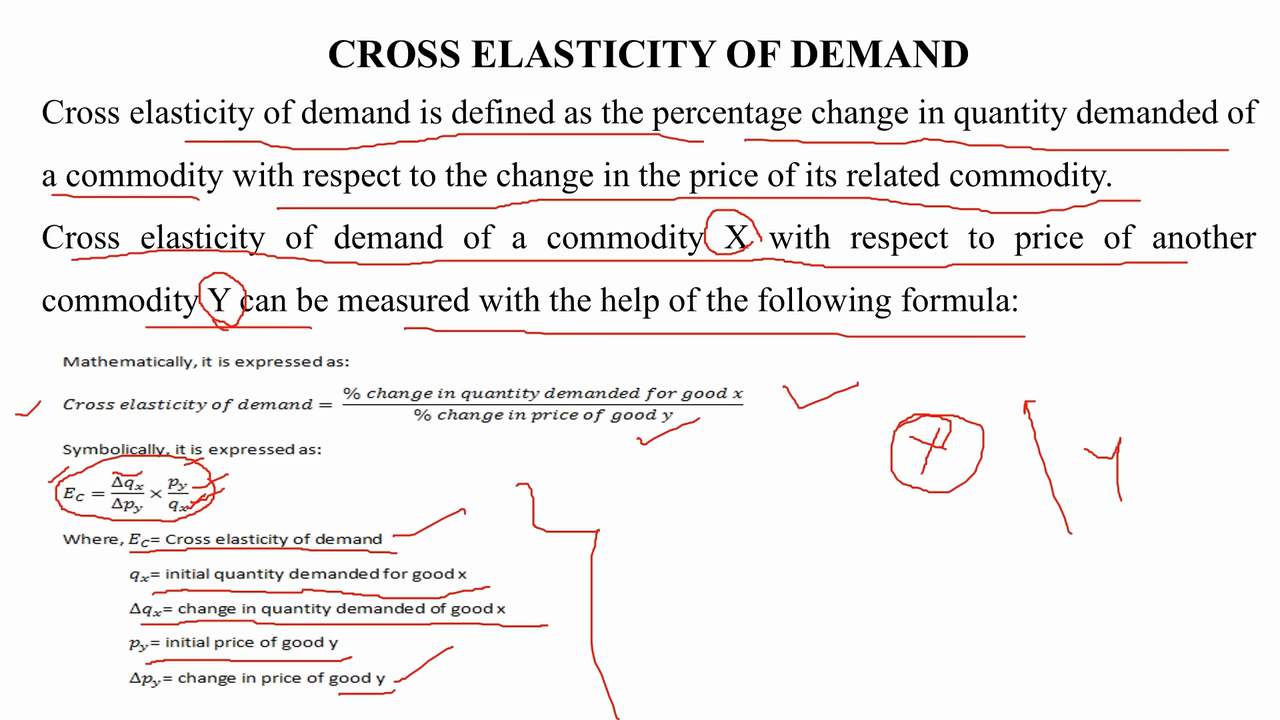 CROSS ELASTICITY OF DEMAND
Cross elasticity of demand is defined as the percentage change in quantity demanded of
a commodity with respect to the change in the price of its related commodity.
Cross elasticity of demand of a commodity X with respect to price of another
commodity Y can be measured with the help of the following formula:
Mathematically, it is expressed as:
Cross elasticity of demand = % change in quantity demanded for good x / % change in price of good y
Symbolically, it is expressed as:
E_C = Δq_x / Δp_y × p_y / q_x
Where, E_C= Cross elasticity of demand
q_x= initial quantity demanded for good x
Δq_x= change in quantity demanded of good x
p_y= initial price of good y
Δp_y= change in price of good y
Y